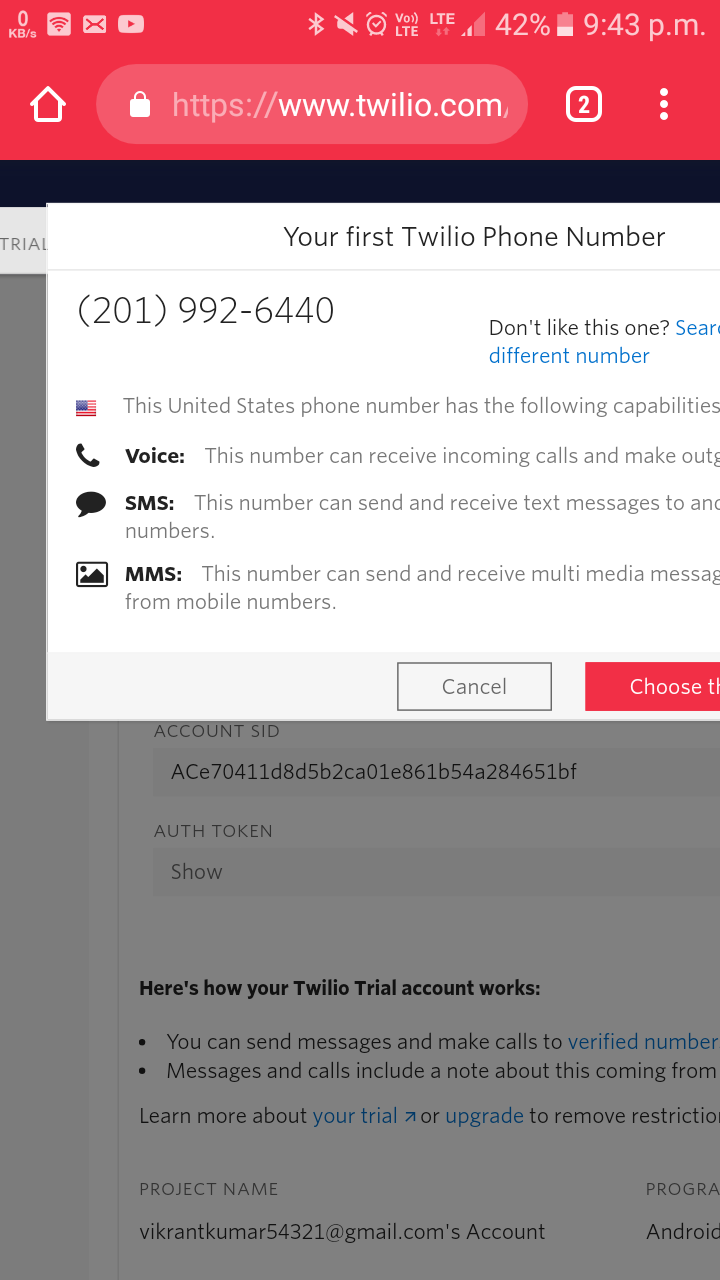 0
KB/s
Vo))
LTE
LTE
42%
9:43 p.m.
https://www.twilio.com/
2
TRIAL
Your first Twilio Phone Number
(201) 992-6440
Don't like this one? Sear
different number
This United States phone number has the following capabilities
Voice: This number can receive incoming calls and make outg
SMS: This number can send and receive text messages to and
numbers.
MMS: This number can send and receive multi media messag
from mobile numbers.
Cancel
Choose th
ACCOUNT SID
ACe70411d8d5b2ca01e861b54a284651bf
AUTH TOKEN
Show
Here's how your Twilio Trial account works:
• You can send messages and make calls to verified number
• Messages and calls include a note about this coming from
Learn more about your trial or upgrade to remove restriction
PROJECT NAME
PROGRA
vikrantkumar54321@gmail.com's Account
Android